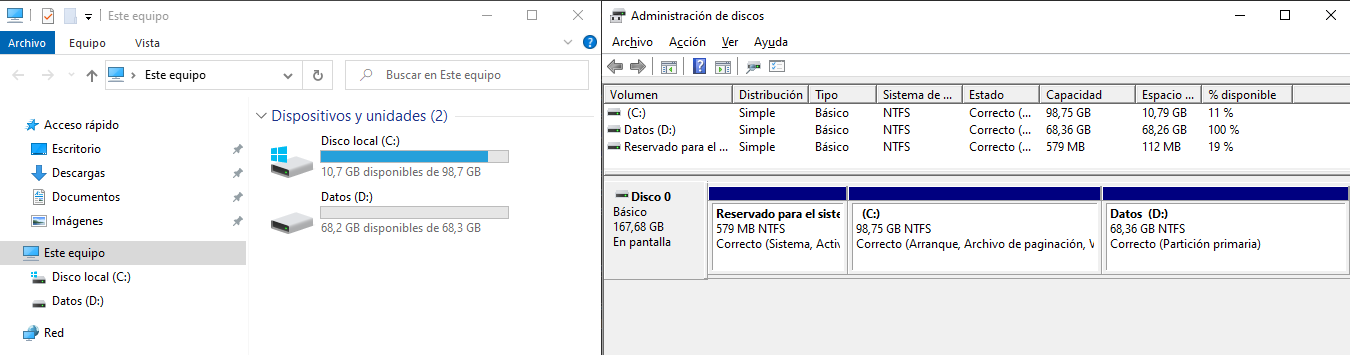 Este equipo
Archivo Equipo Vista
Este equipo
Buscar en Este equipo
Acceso rápido
Escritorio
Descargas
Documentos
Imágenes
Este equipo
Disco local (C:)
Datos (D:)
Red
Dispositivos y unidades (2)
Disco local (C:)
10,7 GB disponibles de 98,7 GB
Datos (D:)
68,2 GB disponibles de 68,3 GB
Administración de discos
Archivo Acción Ver Ayuda
Volumen Distribución Tipo Sistema de ... Estado Capacidad Espacio ... % disponible
(C:) Simple Básico NTFS Correcto (... 98,75 GB 10,79 GB 11 %
Datos (D:) Simple Básico NTFS Correcto (... 68,36 GB 68,26 GB 100 %
Reservado para el ... Simple Básico NTFS Correcto (... 579 MB 112 MB 19 %
Disco 0
Básico
167,68 GB
En pantalla
Reservado para el siste
579 MB NTFS
Correcto (Sistema, Activ
(C:)
98,75 GB NTFS
Correcto (Arranque, Archivo de paginación, V
Datos (D:)
68,36 GB NTFS
Correcto (Partición primaria)